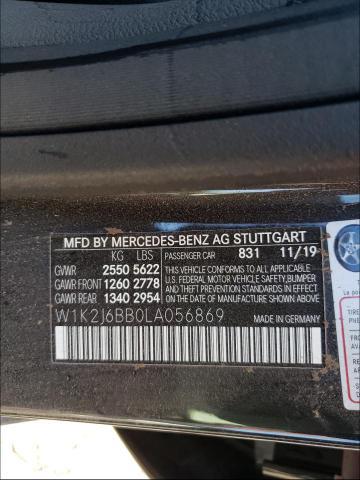 MFD BY MERCEDES-BENZ AG STUTTGART
KG LBS PASSENGER CAR 831 11/19
GVWR 2550 5622
GAWR FRONT 1260 2778
GAWR REAR 1340 2954
THIS VEHICLE CONFORMS TO ALL APPLICABLE
U.S. FEDERAL MOTOR VEHICLE SAFETY, BUMPER
AND THEFT PREVENTION STANDARDS IN EFFECT ON
THE DATE OF MANUFACTURE SHOWN ABOVE.
W1K2J6BB0LA056869
MADE IN GERMANY
TIRE